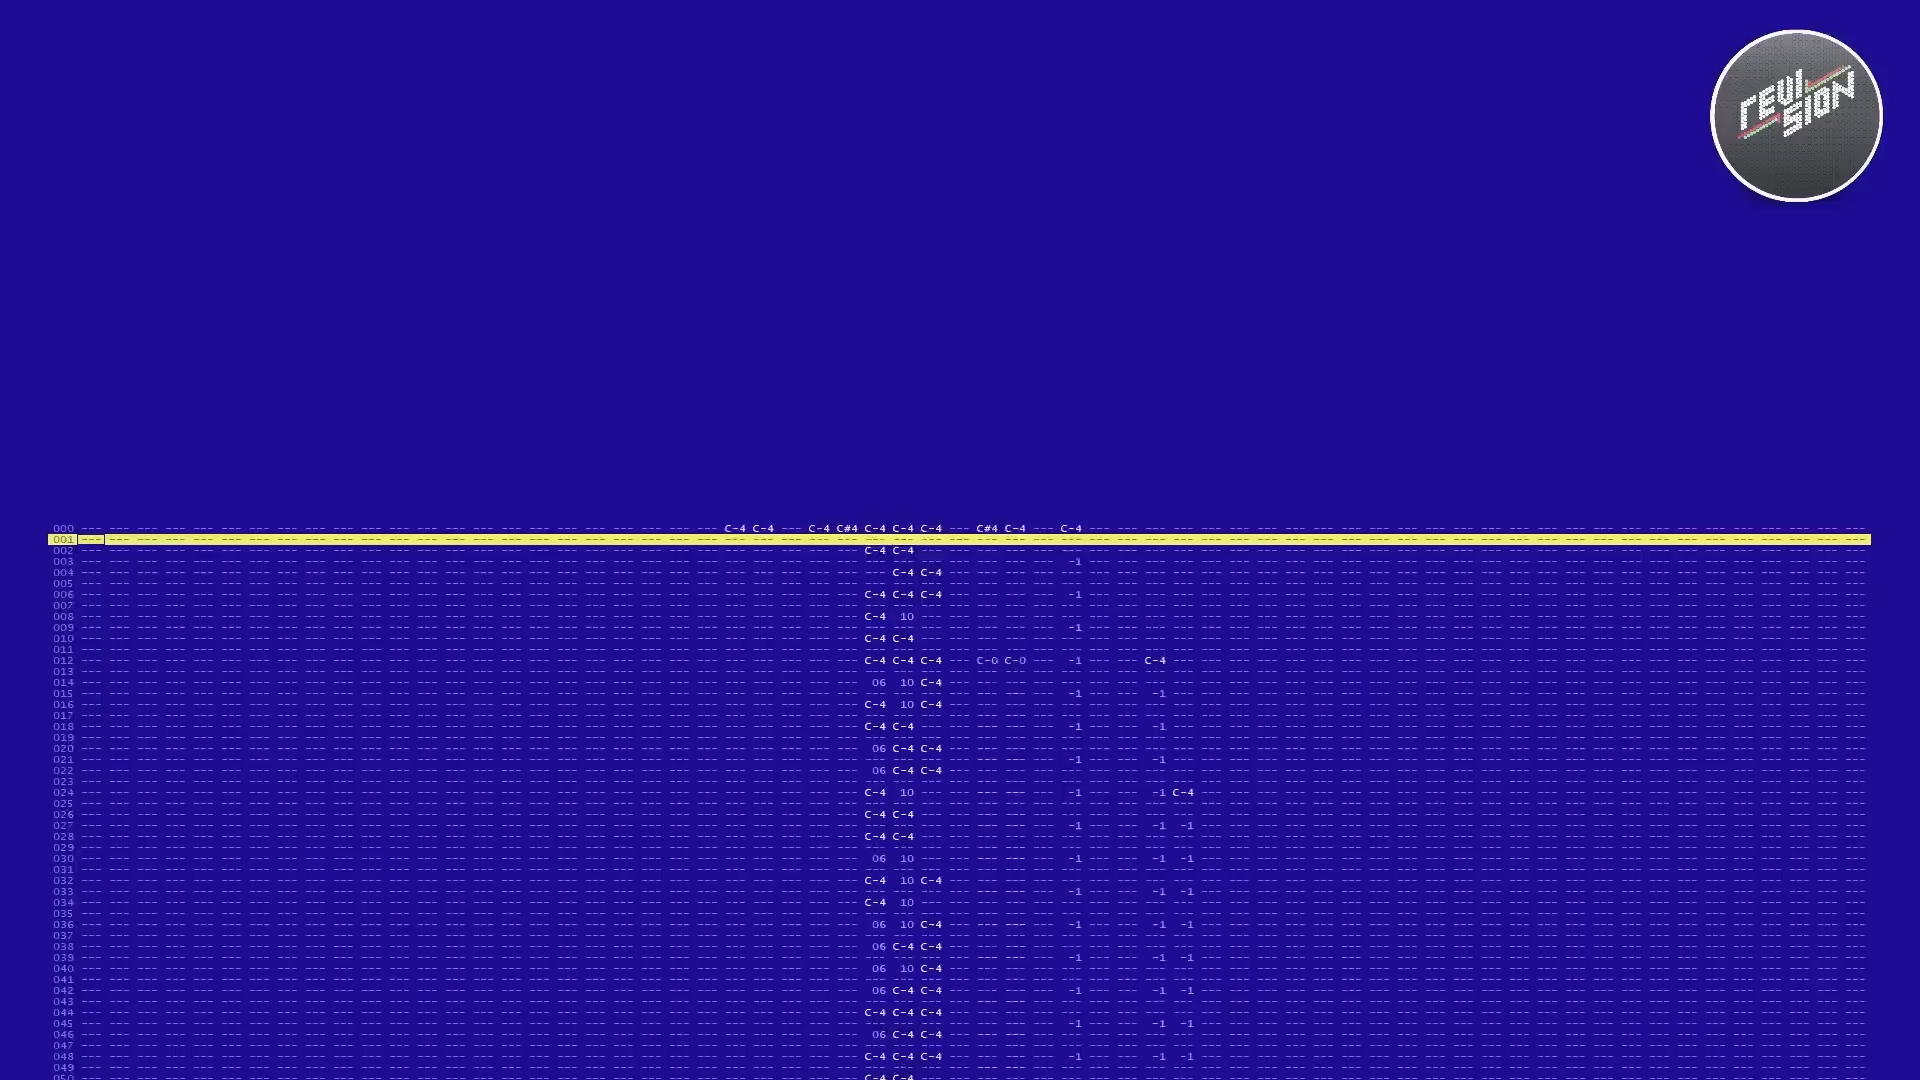 revi
sion
000 C-4 C-4 C-4 C#4 C-4 C-4 C-4 C#4 C-4 C-4
001
002 C-4 C-4
003 -1
004 C-4 C-4
005
006 C-4 C-4 C-4 -1
007
008 C-4 10
009 -1
010 C-4 C-4
011
012 C-4 C-4 C-4 C-0 C-0 -1 C-4
013
014 06 10 C-4
015 -1 -1
016 C-4 10 C-4
017
018 C-4 C-4 -1 -1
019
020 06 C-4 C-4
021 -1 -1
022 06 C-4 C-4
023
024 C-4 10 -1 -1 C-4
025
026 C-4 C-4
027 -1 -1 -1
028 C-4 C-4
029
030 06 10 -1 -1 -1
031
032 C-4 10 C-4
033 -1 -1 -1
034 C-4 10
035
036 06 10 C-4 -1 -1 -1
037
038 06 C-4 C-4
039 -1 -1 -1
040 06 10 C-4
041
042 06 C-4 C-4 -1 -1 -1
043
044 C-4 C-4 C-4
045 -1 -1 -1
046 06 C-4 C-4
047
048 C-4 C-4 C-4 -1 -1 -1
049
050 C-4 C-4